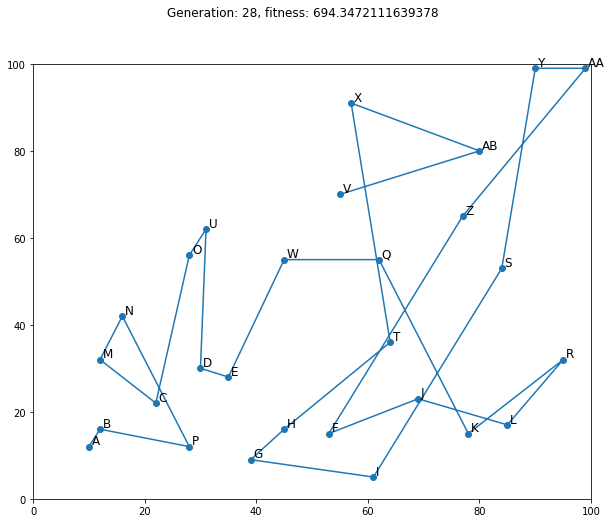 Generation: 28, fitness: 694.3472111639378
100
Y
AA
X
80
AB
V
Z
U
60
O
W
Q
S
N
40
T
M
R
D
E
20
C
J
B
H
F
K
L
A
P
G
I
0
0
20
40
60
80
100